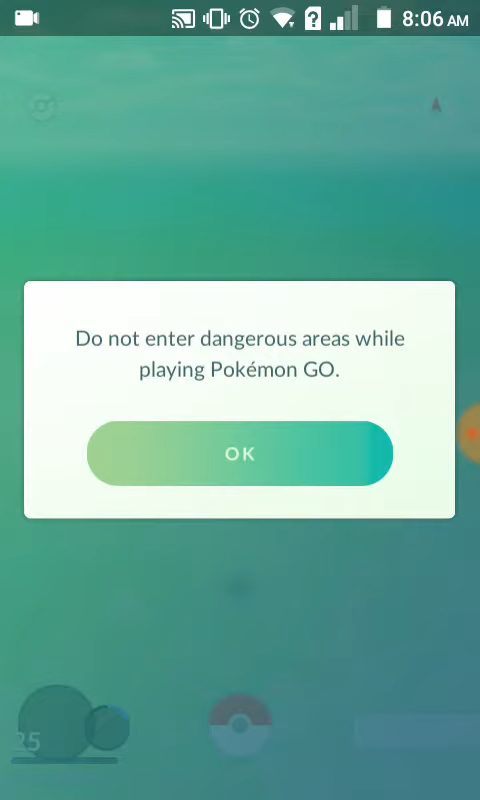 8:06 AM
Do not enter dangerous areas while
playing Pokémon GO.
OK
25